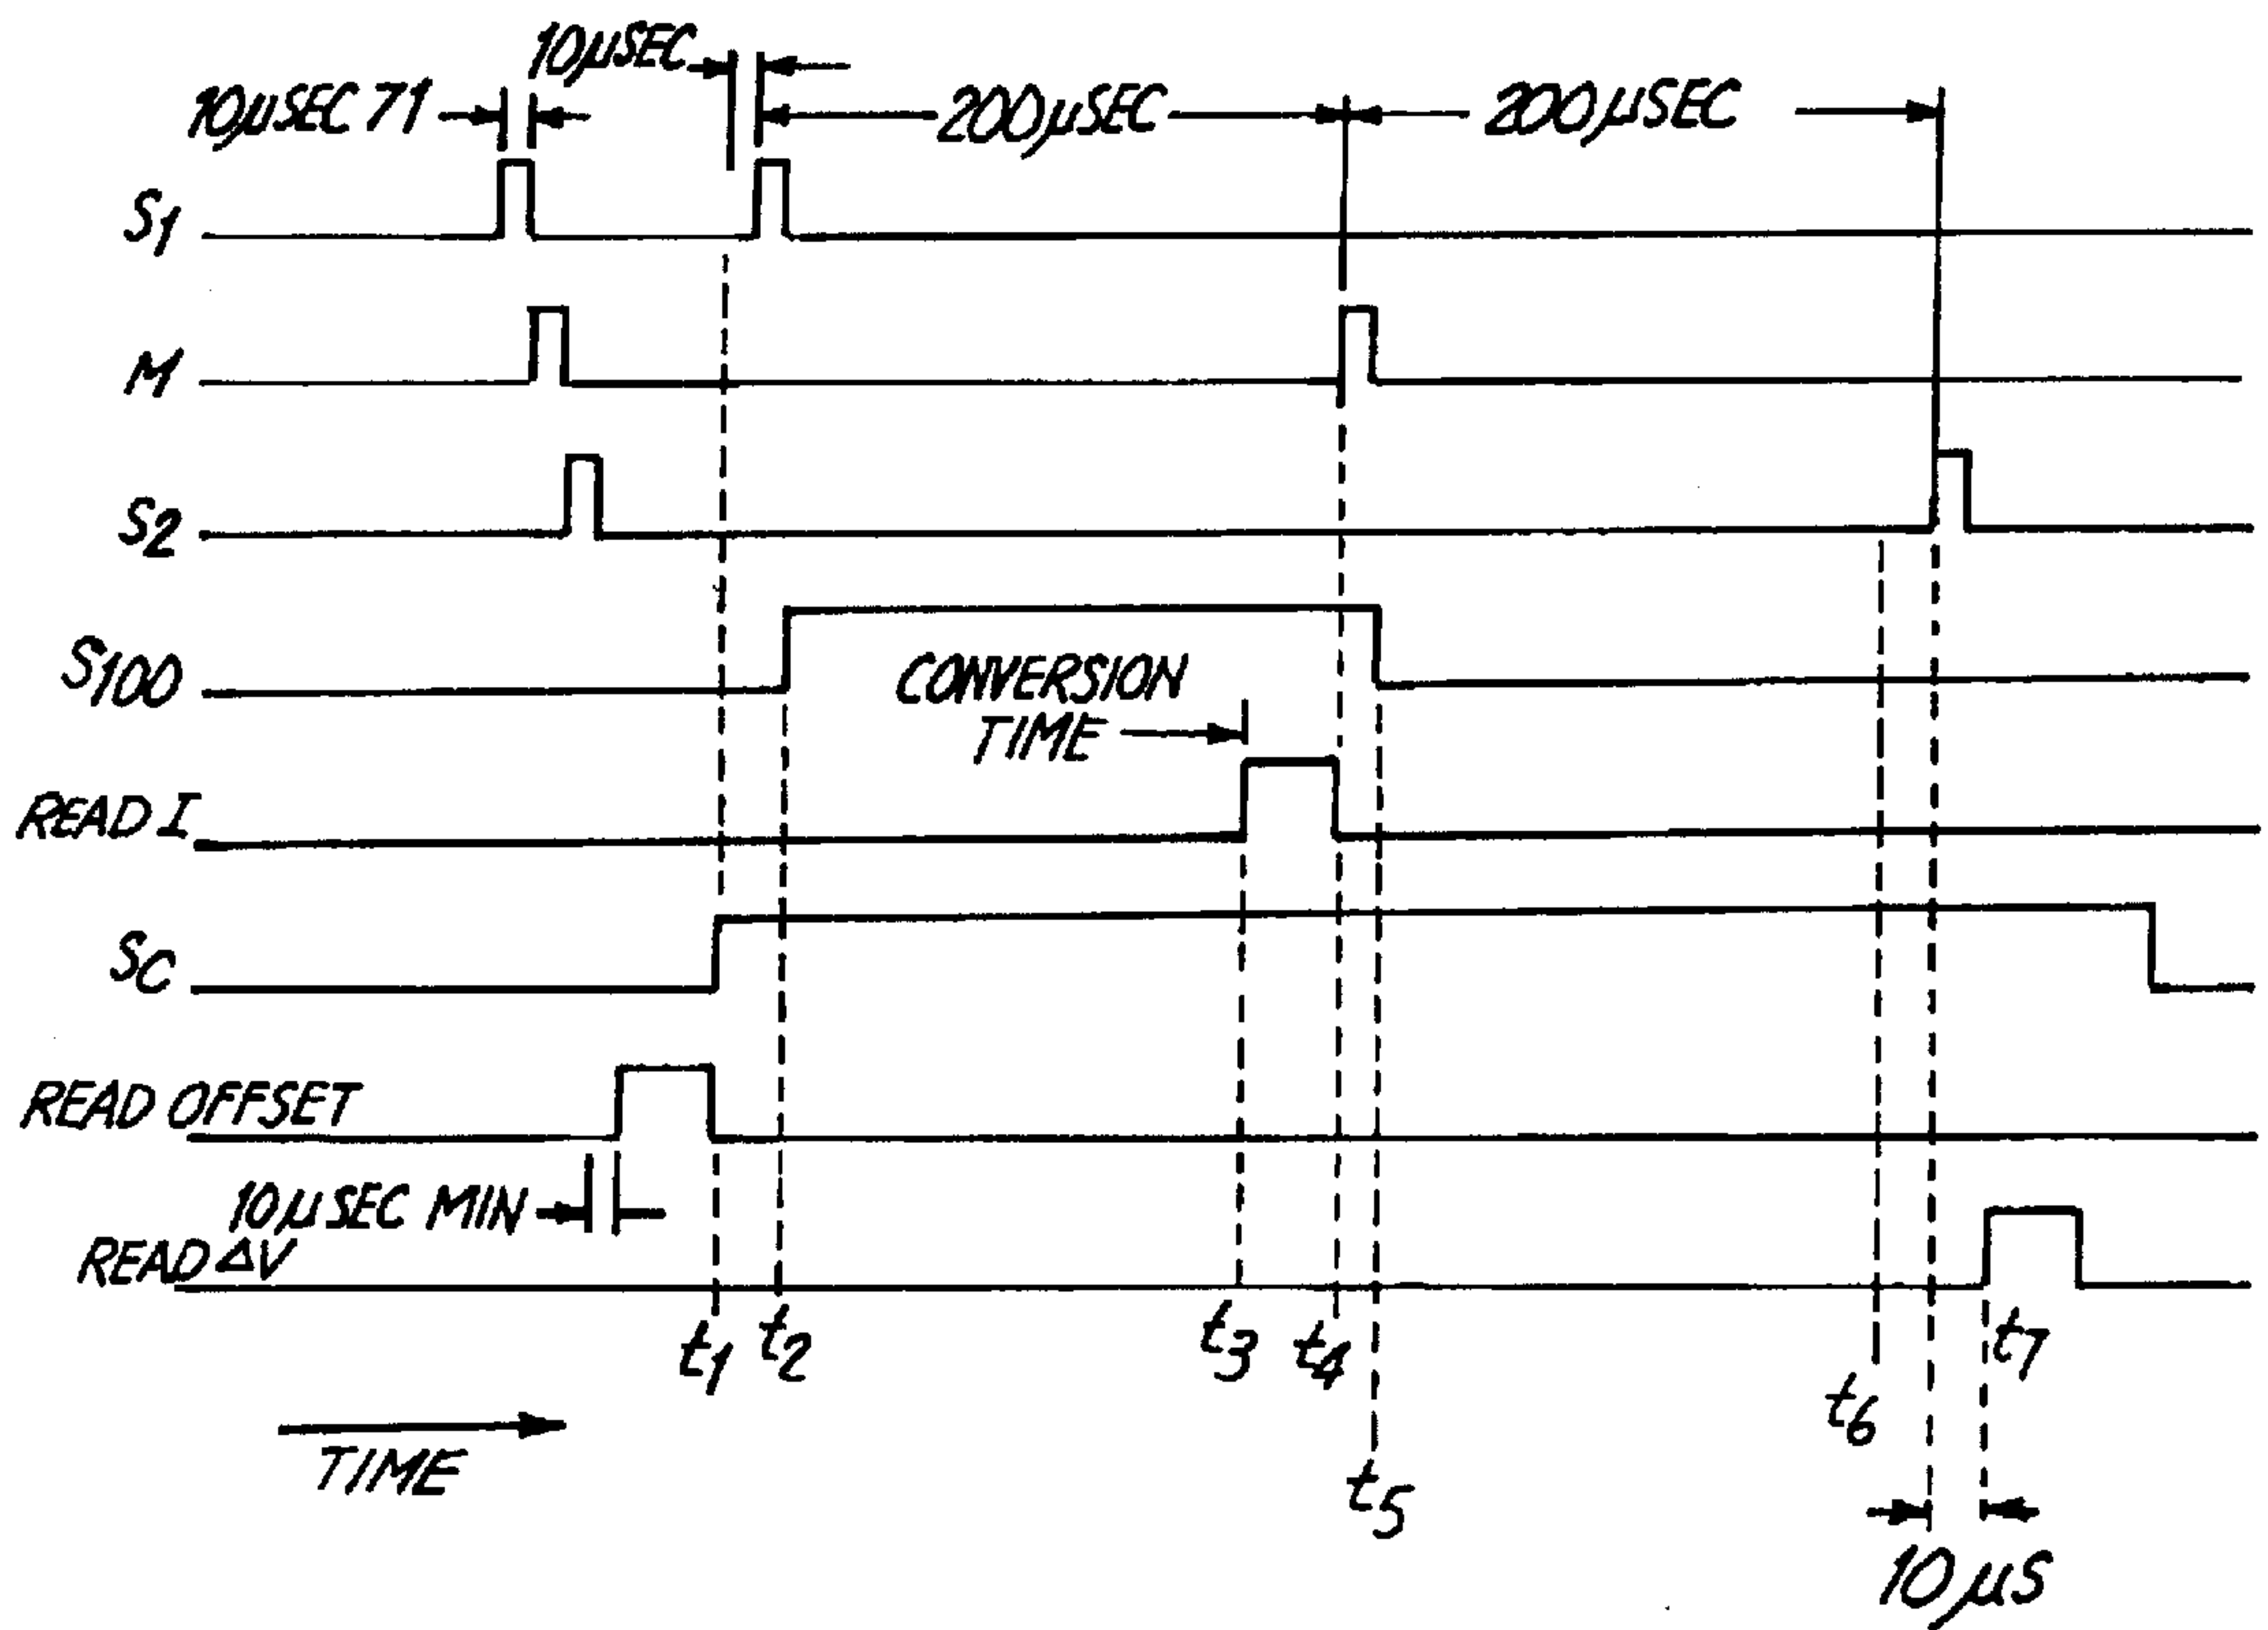 10µSEC
10µSEC 71
200µSEC
200µSEC
S1
M
S2
S100
CONVERSION
TIME
READ I
SC
READ OFFSET
10µSEC MIN
READ ΔV
t1
t2
t3
t4
t7
t6
TIME
t5
10µS